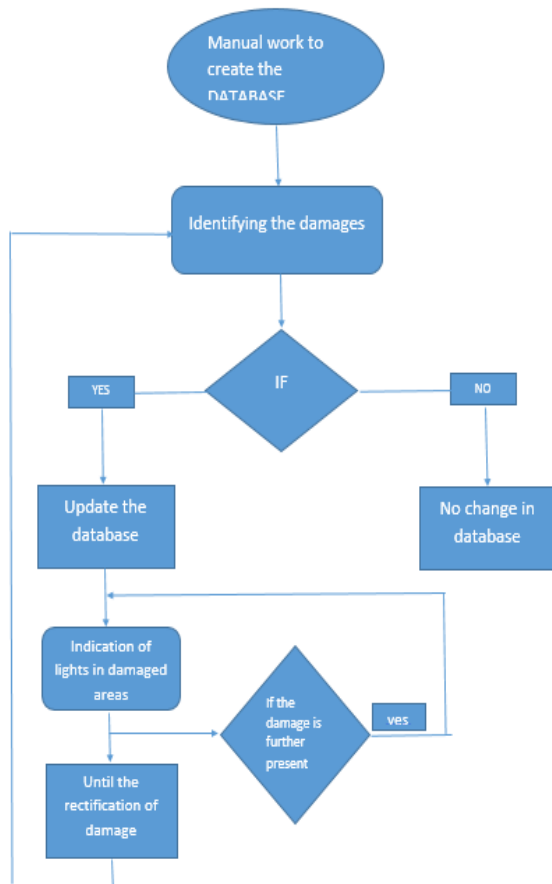 Manual work to
create the
DATABASE
Identifying the damages
IF
YES
NO
Update the
database
No change in
database
Indication of
lights in damaged
areas
If the
damage is
further
present
yes
Until the
rectification of
damage